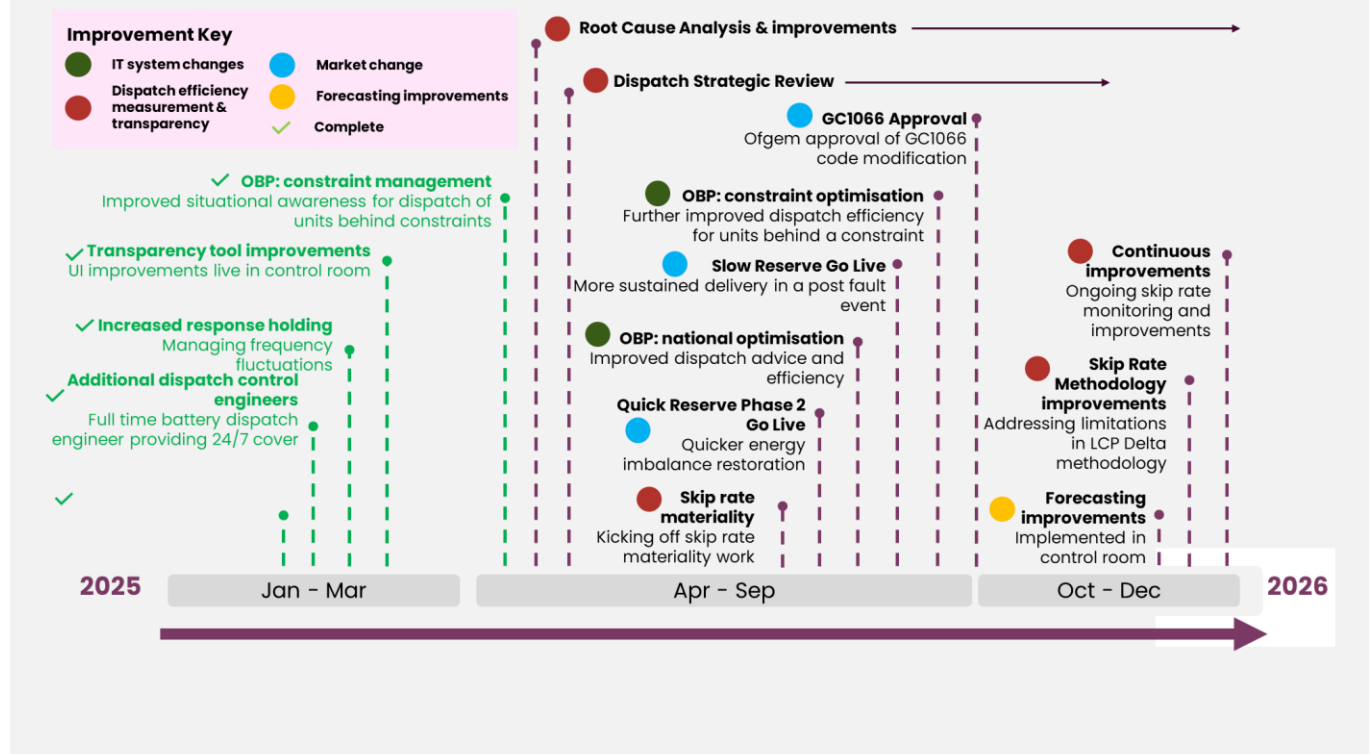 Improvement Key
IT system changes
Market change
Dispatch efficiency
measurement &
transparency
Forecasting improvements
Complete
Root Cause Analysis & improvements
Dispatch Strategic Review
GC1066 Approval
Ofgem approval of GC1066
code modification
OBP: constraint management
Improved situational awareness for dispatch of
units behind constraints
OBP: constraint optimisation
Further improved dispatch efficiency
for units behind a constraint
Transparency tool improvements
UI improvements live in control room
Slow Reserve Go Live
More sustained delivery in a post fault
event
Continuous
improvements
Ongoing skip rate
monitoring and
improvements
Increased response holding
Managing frequency
fluctuations
OBP: national optimisation
Improved dispatch advice and
efficiency
Skip Rate
Methodology
improvements
Addressing limitations
in LCP Delta
methodology
Additional dispatch control
engineers
Full time battery dispatch
engineer providing 24/7 cover
Quick Reserve Phase 2
Go Live
Quicker energy
imbalance restoration
Skip rate
materiality
Kicking off skip rate
materiality work
Forecasting
improvements
Implemented in
control room
2025
Jan - Mar
Apr - Sep
Oct - Dec
2026